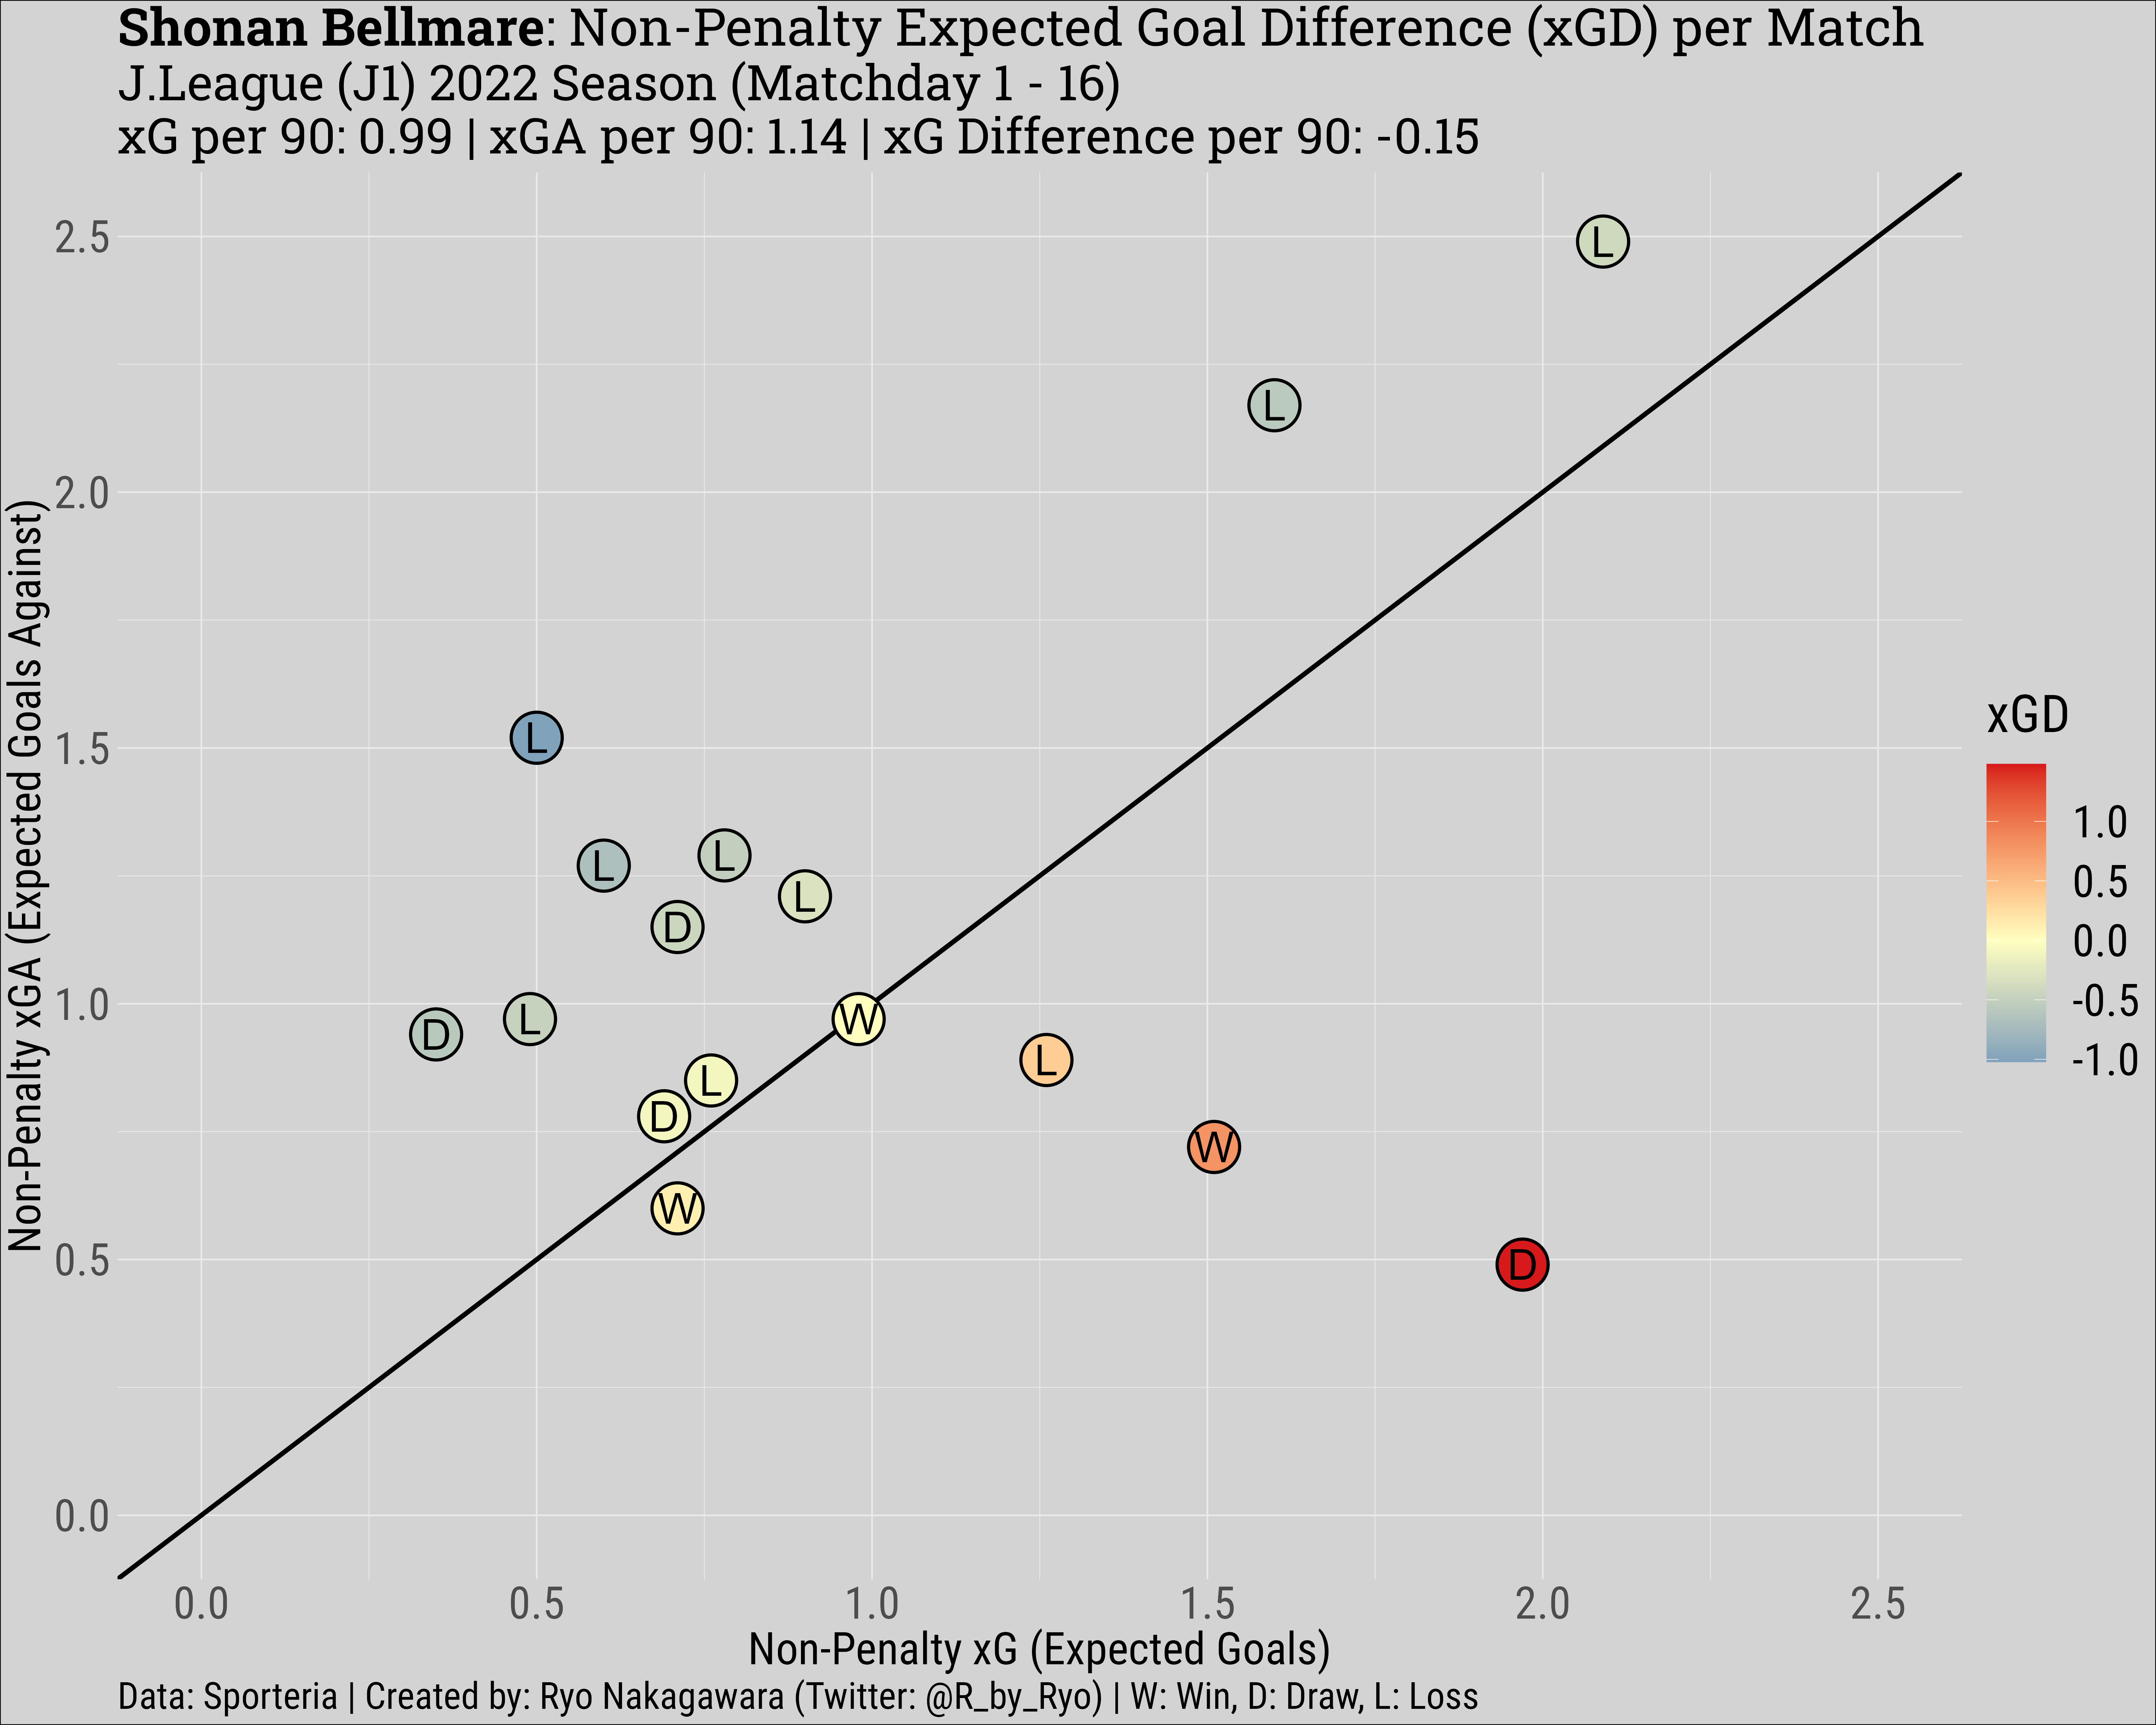 Shonan Bellmare: Non-Penalty Expected Goal Difference (xGD) per Match
J.League (J1) 2022 Season (Matchday 1 - 16)
xG per 90: 0.99 | xGA per 90: 1.14 | xG Difference per 90: -0.15
Non-Penalty xGA (Expected Goals Against)
2.5
2.0
1.5
1.0
0.5
0.0
L
L
L
L
L
L
D
D
L
W
L
L
D
W
W
D
xGD
1.0
0.5
0.0
-0.5
-1.0
0.0
0.5
1.0
1.5
2.0
2.5
Non-Penalty xG (Expected Goals)
Data: Sporteria | Created by: Ryo Nakagawara (Twitter: @R_by_Ryo) | W: Win, D: Draw, L: Loss